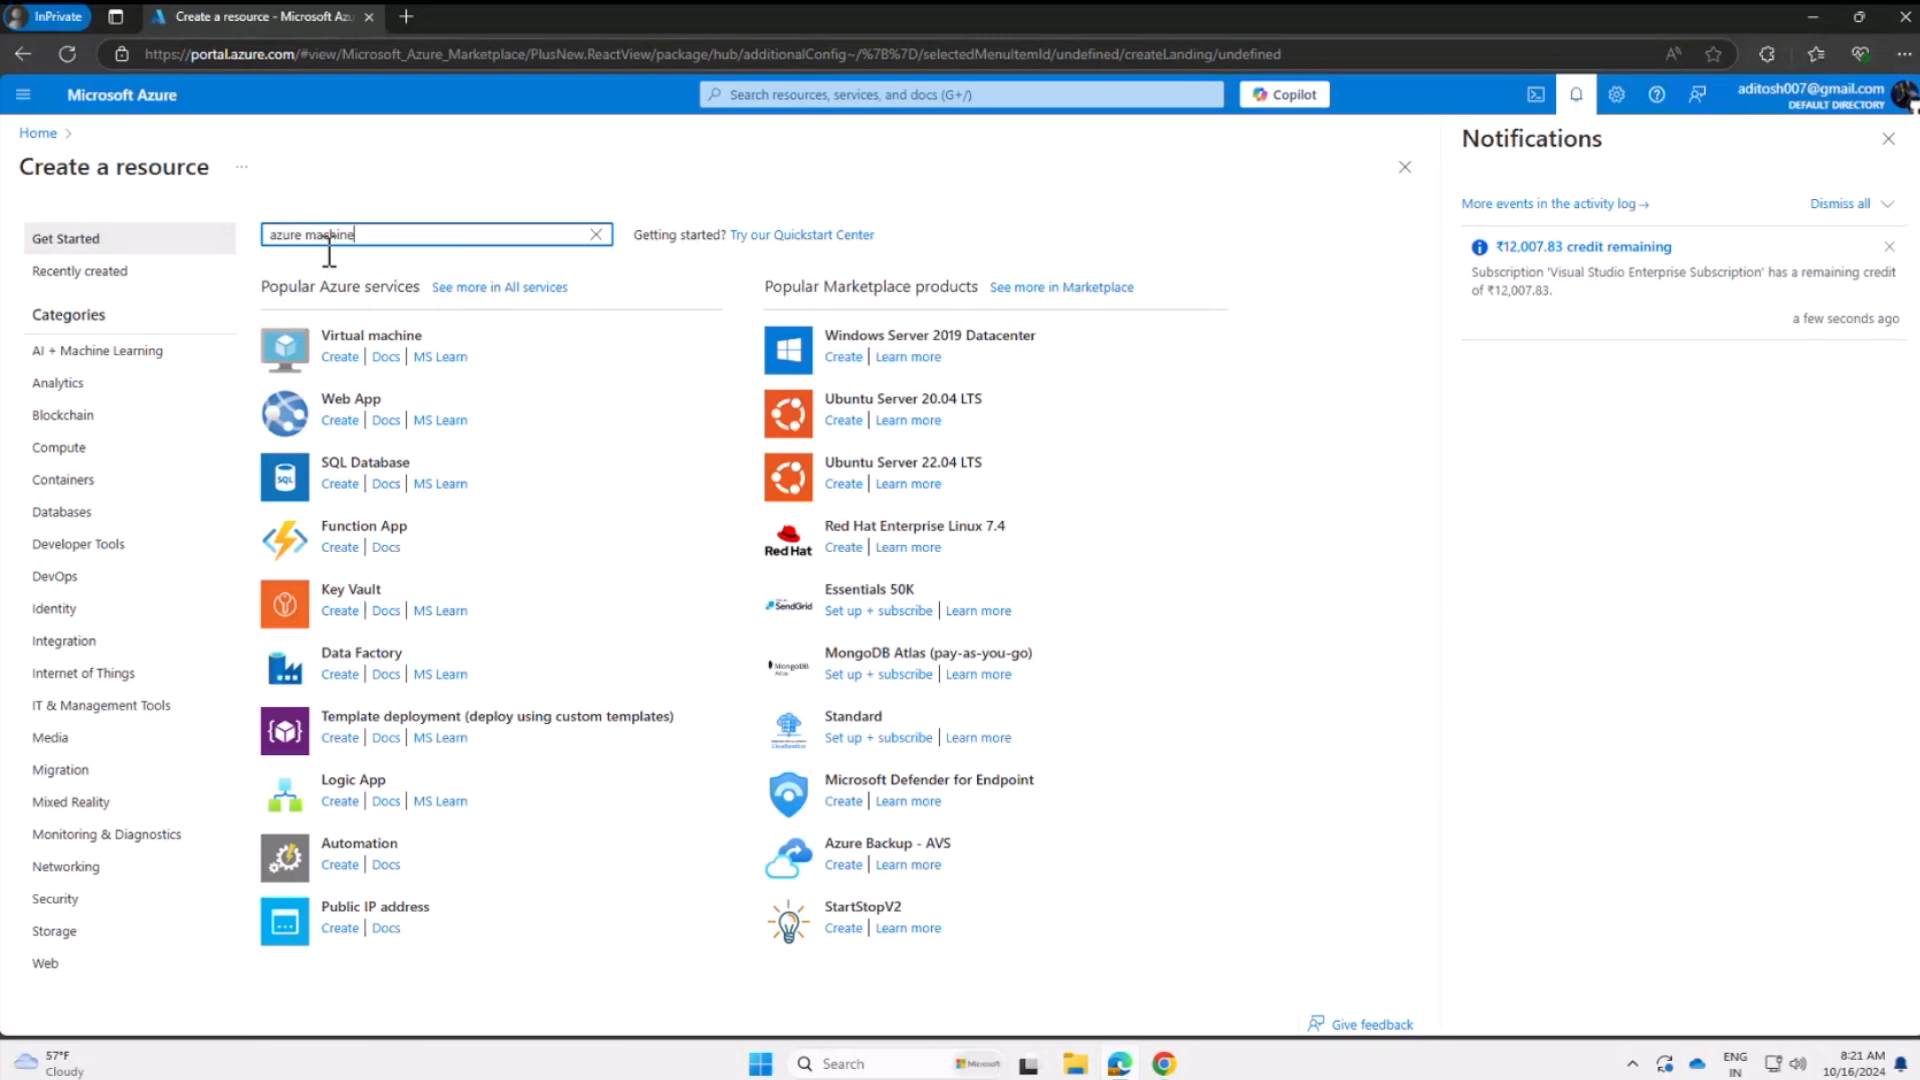 InPrivate
Create a resource - Microsoft Azu
https://portal.azure.com/#view/Microsoft_Azure_Marketplace/PlusNew.ReactView/package/hub/additionalConfig~/%7B%7D/selectedMenuItemId/undefined/createLanding/undefined
Microsoft Azure
Search resources, services, and docs (G+/)
Copilot
aditosh007@gmail.com
DEFAULT DIRECTORY
Home
Create a resource
Get Started
Recently created
Categories
AI + Machine Learning
Analytics
Blockchain
Compute
Containers
Databases
Developer Tools
DevOps
Identity
Integration
Internet of Things
IT & Management Tools
Media
Migration
Mixed Reality
Monitoring & Diagnostics
Networking
Security
Storage
Web
azure machine
Getting started? Try our Quickstart Center
Popular Azure services See more in All services
Virtual machine
Create | Docs | MS Learn
Web App
Create | Docs | MS Learn
SQL
SQL Database
Create | Docs | MS Learn
Function App
Create | Docs
Key Vault
Create | Docs | MS Learn
Data Factory
Create | Docs | MS Learn
Template deployment (deploy using custom templates)
Create | Docs | MS Learn
Logic App
Create | Docs | MS Learn
Automation
Create | Docs
Public IP address
Create | Docs
Popular Marketplace products See more in Marketplace
Windows Server 2019 Datacenter
Create | Learn more
Ubuntu Server 20.04 LTS
Create | Learn more
Ubuntu Server 22.04 LTS
Create | Learn more
Red Hat
Red Hat Enterprise Linux 7.4
Create | Learn more
SendGrid
Essentials 50K
Set up + subscribe | Learn more
MongoDB Atlas
MongoDB Atlas (pay-as-you-go)
Set up + subscribe | Learn more
Standard
Set up + subscribe | Learn more
Microsoft Defender for Endpoint
Create | Learn more
Azure Backup - AVS
Create | Learn more
StartStopV2
Create | Learn more
Give feedback
Notifications
More events in the activity log →
Dismiss all
₹12,007.83 credit remaining
Subscription 'Visual Studio Enterprise Subscription' has a remaining credit
of ₹12,007.83.
a few seconds ago
57°F
Cloudy
Search
Microsoft
ENG
IN
8:21 AM
10/16/2024